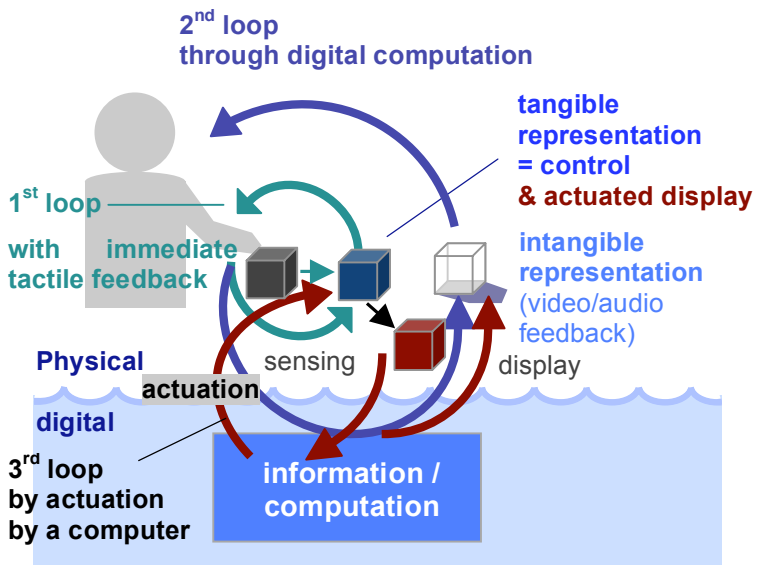 2nd loop
through digital computation
tangible
representation
= control
& actuated display
1st loop
with immediate
tactile feedback
intangible
representation
(video/audio
feedback)
Physical
sensing
display
actuation
digital
3rd loop
by actuation
by a computer
information /
computation